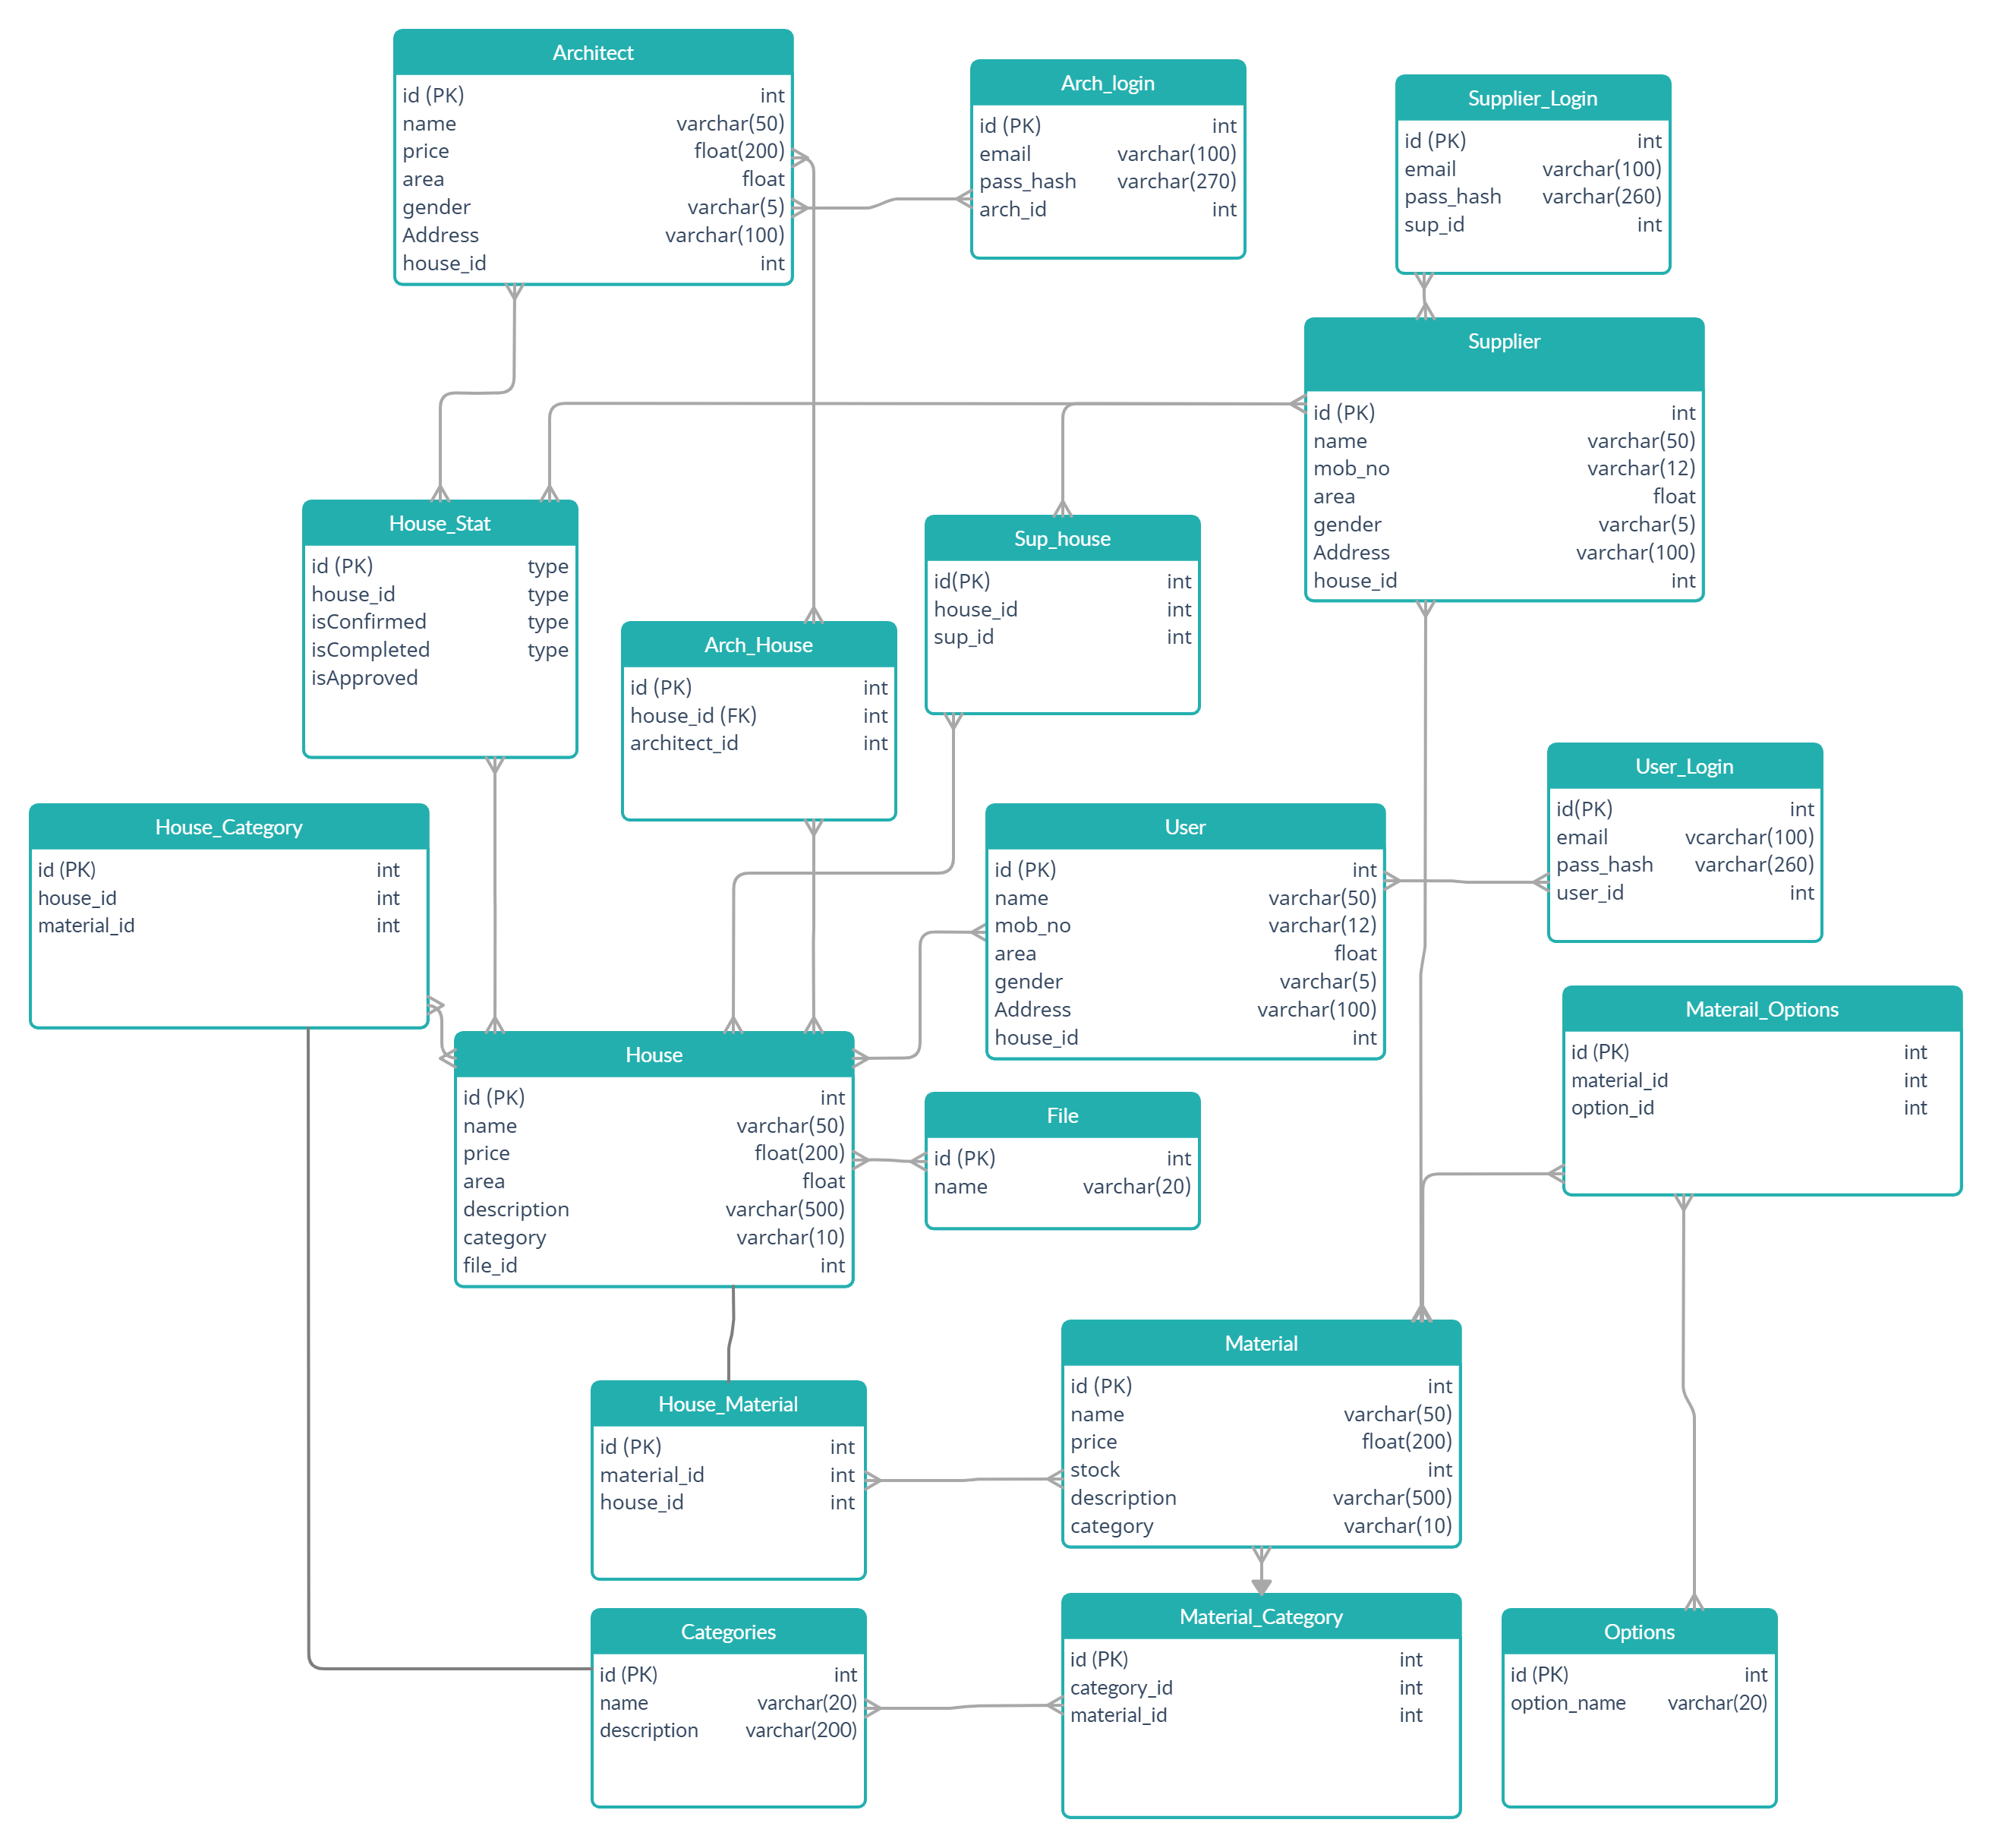 Architect
id (PK) int
name varchar(50)
price float(200)
area float
gender varchar(5)
Address varchar(100)
house_id int
Arch_login
id (PK) int
email varchar(100)
pass_hash varchar(270)
arch_id int
Supplier_Login
id (PK) int
email varchar(100)
pass_hash varchar(260)
sup_id int
Supplier
id (PK) int
name varchar(50)
mob_no varchar(12)
area float
gender varchar(5)
Address varchar(100)
house_id int
House_Stat
id (PK) type
house_id type
isConfirmed type
isCompleted type
isApproved
Sup_house
id(PK) int
house_id int
sup_id int
Arch_House
id (PK) int
house_id (FK) int
architect_id int
User_Login
id(PK) int
email vcarchar(100)
pass_hash varchar(260)
user_id int
House_Category
id (PK) int
house_id int
material_id int
User
id (PK) int
name varchar(50)
mob_no varchar(12)
area float
gender varchar(5)
Address varchar(100)
house_id int
Materail_Options
id (PK) int
material_id int
option_id int
House
id (PK) int
name varchar(50)
price float(200)
area float
description varchar(500)
category varchar(10)
file_id int
File
id (PK) int
name varchar(20)
Material
id (PK) int
name varchar(50)
price float(200)
stock int
description varchar(500)
category varchar(10)
House_Material
id (PK) int
material_id int
house_id int
Categories
id (PK) int
name varchar(20)
description varchar(200)
Material_Category
id (PK) int
category_id int
material_id int
Options
id (PK) int
option_name varchar(20)